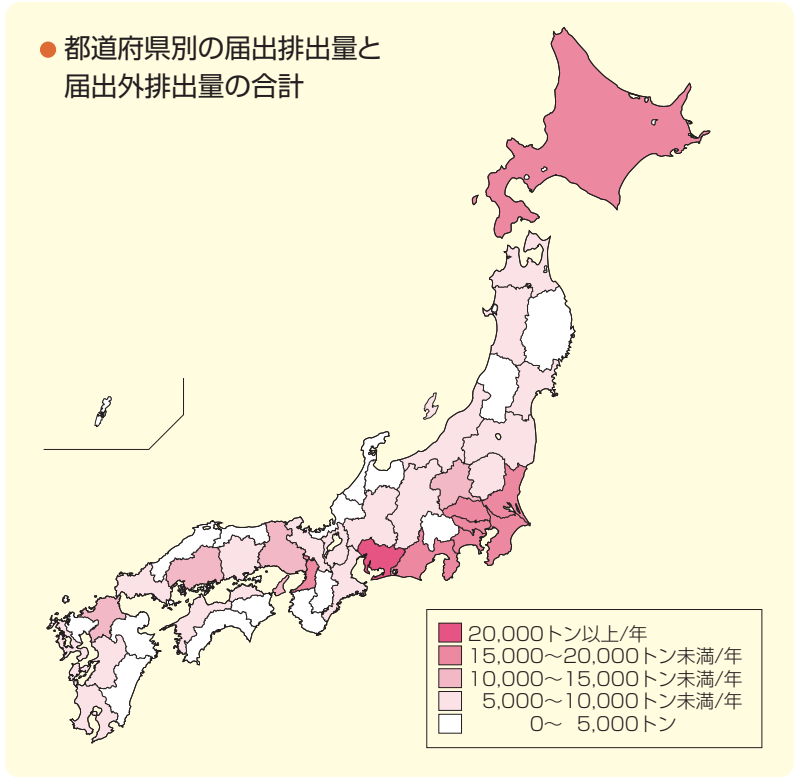 ● 都道府県別の届出排出量と
届出外排出量の合計
20,000トン以上/年
15,000〜20,000トン未満/年
10,000〜15,000トン未満/年
5,000〜10,000トン未満/年
0〜 5,000トン